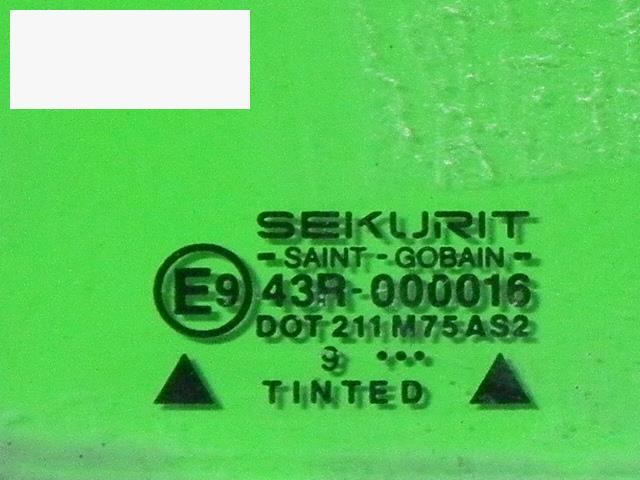 SEKURIT
- SAINT - GOBAIN -
E9 43R-000016
DOT 211 M75 AS2
9 ••••
TINTED